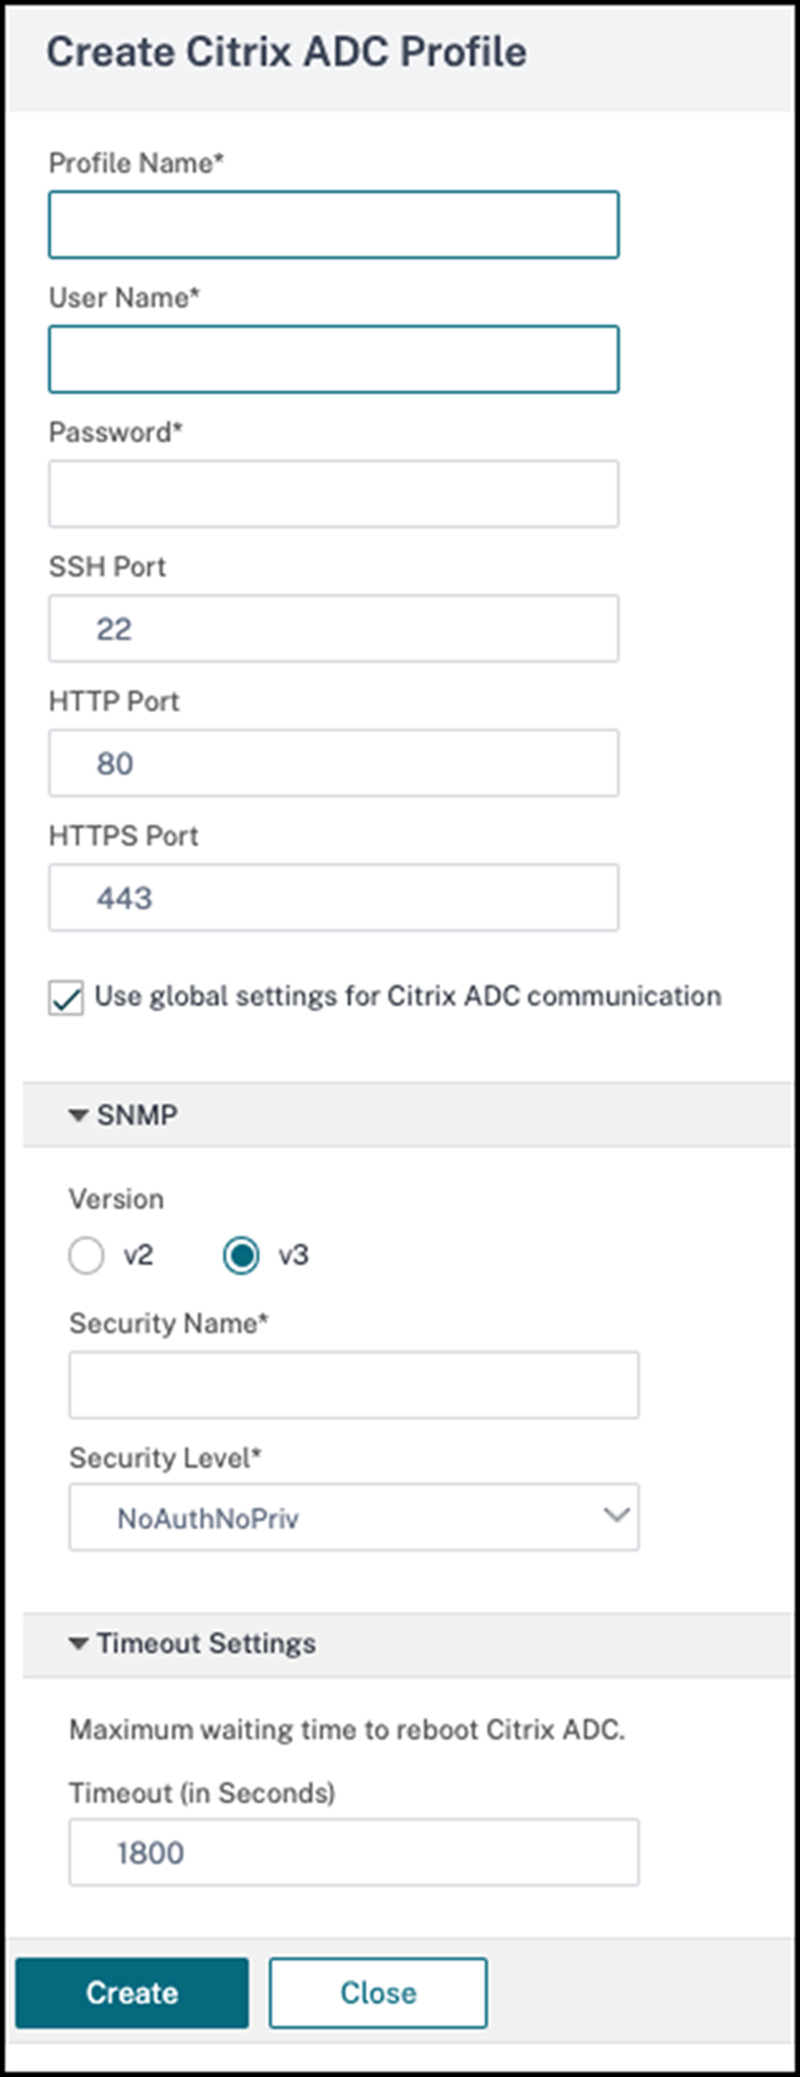 Create Citrix ADC Profile
Profile Name*
User Name*
Password*
SSH Port
22
HTTP Port
80
HTTPS Port
443
Use global settings for Citrix ADC communication
SNMP
Version
v2 v3
Security Name*
Security Level*
NoAuthNoPriv
Timeout Settings
Maximum waiting time to reboot Citrix ADC.
Timeout (in Seconds)
1800
Create Close